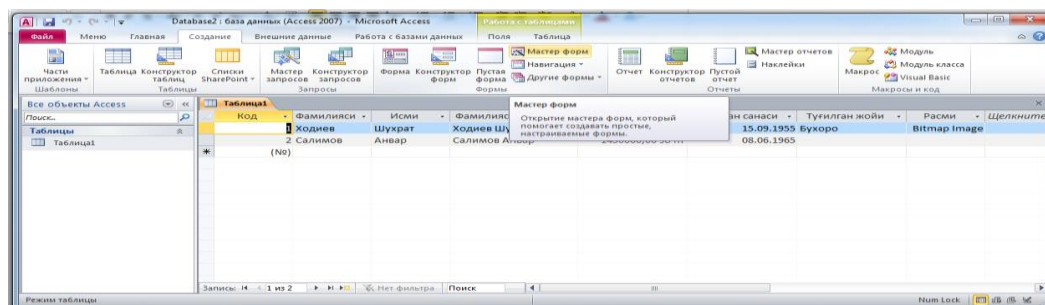 Database2 : база данных (Access 2007) - Microsoft Access
Работа с таблицами
Файл Меню Главная Создание Внешние данные Работа с базами данных Поля Таблица
Части приложения
Таблица
Конструктор таблиц
Списки SharePoint
Мастер запросов
Конструктор запросов
Форма
Конструктор форм
Пустая форма
Мастер форм
Навигация
Другие формы
Отчет
Конструктор отчетов
Пустой отчет
Мастер отчетов
Наклейки
Макрос
Модуль
Модуль класса
Visual Basic
Шаблоны Таблицы Запросы Формы Отчеты Макросы и код
Все объекты Access
Поиск...
Таблицы
Таблица1
Таблица1
Код Фамилияси Исми Фамилияс ан санаси Туғилган жойи Расми Щелкните
1 Ходиев Шухрат Ходиев Шу 15.09.1955 Бухоро Bitmap Image
2 Салимов Анвар Салимов 08.06.1965
(№)
Мастер форм
Открытие мастера форм, который
помогает создавать простые,
настраиваемые формы.
Запись: 1 из 2 Нет фильтра Поиск
Режим таблицы Num Lock